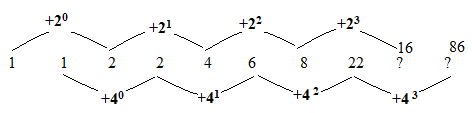 +2⁰ +2¹ +2² +2³
16 86
1 1 2 2 4 6 8 22 ? ?
+4⁰ +4¹ +4² +4³